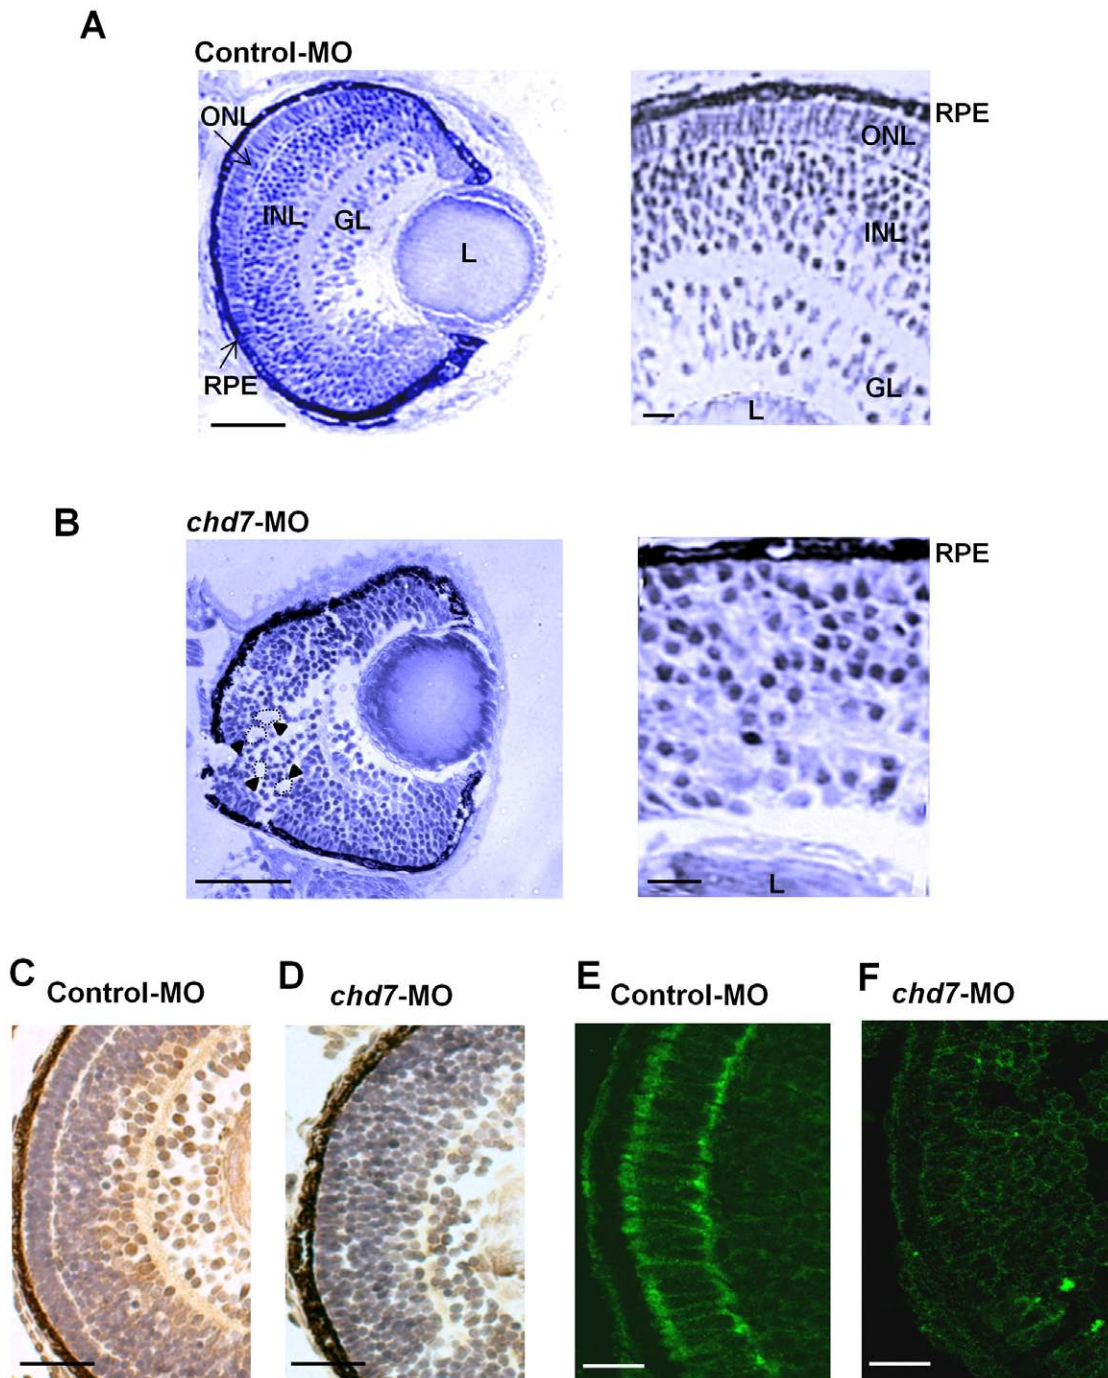 A
Control-MO
ONL
INL
GL
L
RPE
RPE
ONL
INL
GL
L
B
chd7-MO
RPE
L
C
Control-MO
D
chd7-MO
E
Control-MO
F
chd7-MO